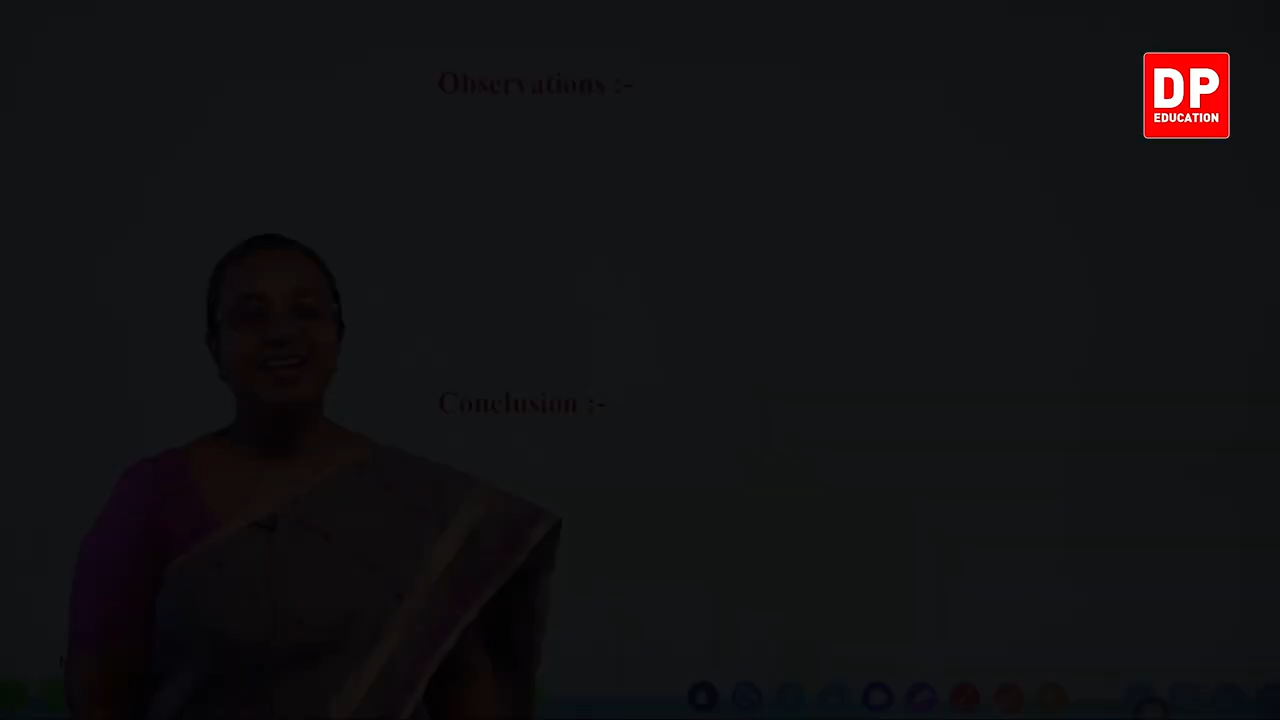 Observations :-
DP
EDUCATION
Conclusion :-